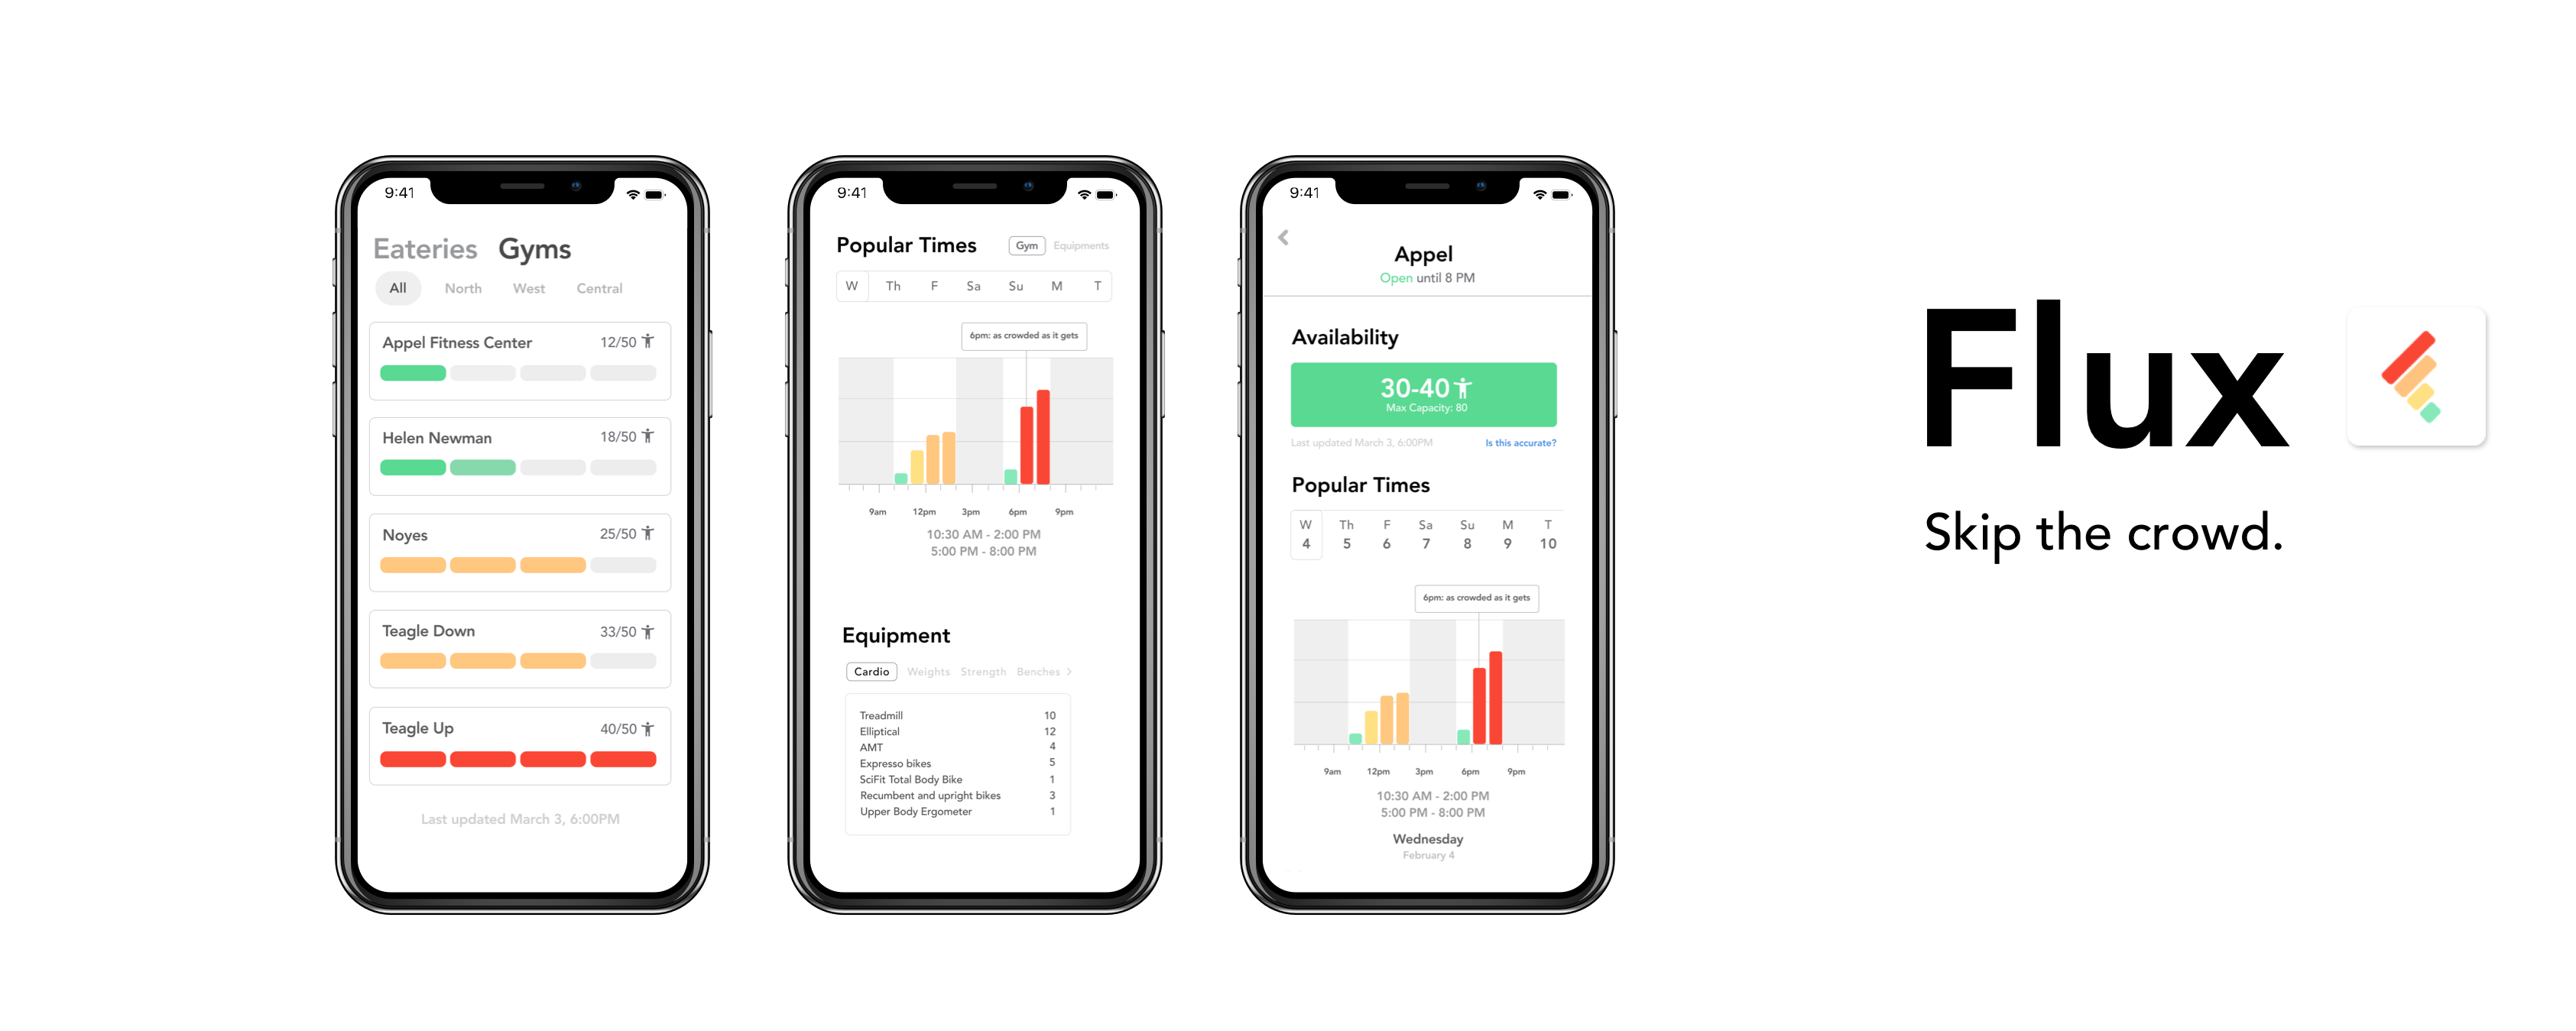 9:41
Eateries Gyms
All North West Central
Appel Fitness Center 12/50
Helen Newman 18/50
Noyes 25/50
Teagle Down 33/50
Teagle Up 40/50
Last updated March 3, 6:00PM
9:41
Popular Times Gym Equipments
W Th F Sa Su M T
6pm: as crowded as it gets
9am 12pm 3pm 6pm 9pm
10:30 AM - 2:00 PM
5:00 PM - 8:00 PM
Equipment
Cardio Weights Strength Benches >
Treadmill 10
Elliptical 12
AMT 4
Expresso bikes 5
SciFit Total Body Bike 1
Recumbent and upright bikes 3
Upper Body Ergometer 1
9:41
Appel
Open until 8 PM
Availability
30-40
Max Capacity: 80
Last updated March 3, 6:00PM Is this accurate?
Popular Times
W Th F Sa Su M T
4 5 6 7 8 9 10
6pm: as crowded as it gets
9am 12pm 3pm 6pm 9pm
10:30 AM - 2:00 PM
5:00 PM - 8:00 PM
Wednesday
February 4
Flux
Skip the crowd.